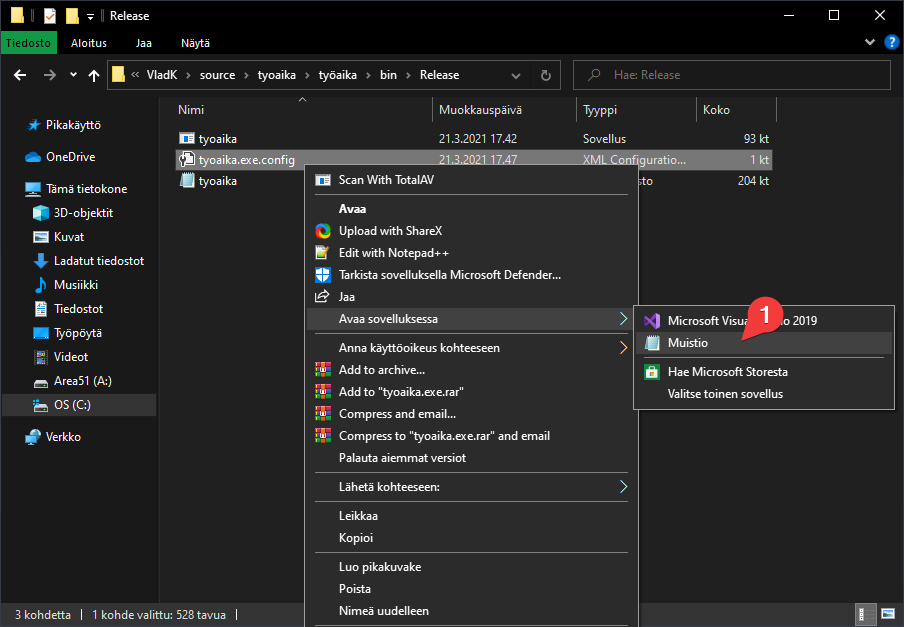 Release
Tiedosto Aloitus Jaa Näytä
« VladK › source › tyoaika › työaika › bin › Release
Hae: Release
Nimi Muokkauspäivä Tyyppi Koko
tyoaika 21.3.2021 17.42 Sovellus 93 kt
tyoaika.exe.config 21.3.2021 17.47 XML Configuratio... 1 kt
tyoaika sto 204 kt
Pikakäyttö
OneDrive
Tämä tietokone
3D-objektit
Kuvat
Ladatut tiedostot
Musiikki
Tiedostot
Työpöytä
Videot
Area51 (A:)
OS (C:)
Verkko
Scan With TotalAV
Avaa
Upload with ShareX
Edit with Notepad++
Tarkista sovelluksella Microsoft Defender...
Jaa
Avaa sovelluksessa
Anna käyttöoikeus kohteeseen
Add to archive...
Add to "tyoaika.exe.rar"
Compress and email...
Compress to "tyoaika.exe.rar" and email
Palauta aiemmat versiot
Lähetä kohteeseen:
Leikkaa
Kopioi
Luo pikakuvake
Poista
Nimeä uudelleen
1
Microsoft Visua o 2019
Muistio
Hae Microsoft Storesta
Valitse toinen sovellus
3 kohdetta 1 kohde valittu: 528 tavua